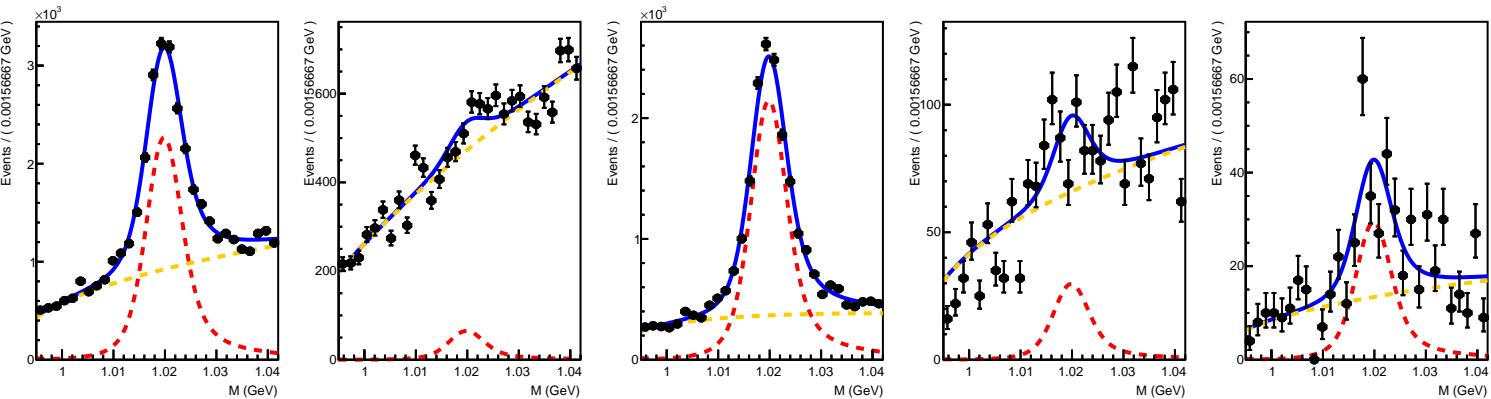 ×10³
Events / ( 0.00156667 GeV )
3
2
1
0
1 1.01 1.02 1.03 1.04
M (GeV)
Events / ( 0.00156667 GeV )
600
400
200
0
1 1.01 1.02 1.03 1.04
M (GeV)
×10³
Events / ( 0.00156667 GeV )
2
1
0
1 1.01 1.02 1.03 1.04
M (GeV)
Events / ( 0.00156667 GeV )
100
50
0
1 1.01 1.02 1.03 1.04
M (GeV)
Events / ( 0.00156667 GeV )
60
40
20
0
1 1.01 1.02 1.03 1.04
M (GeV)